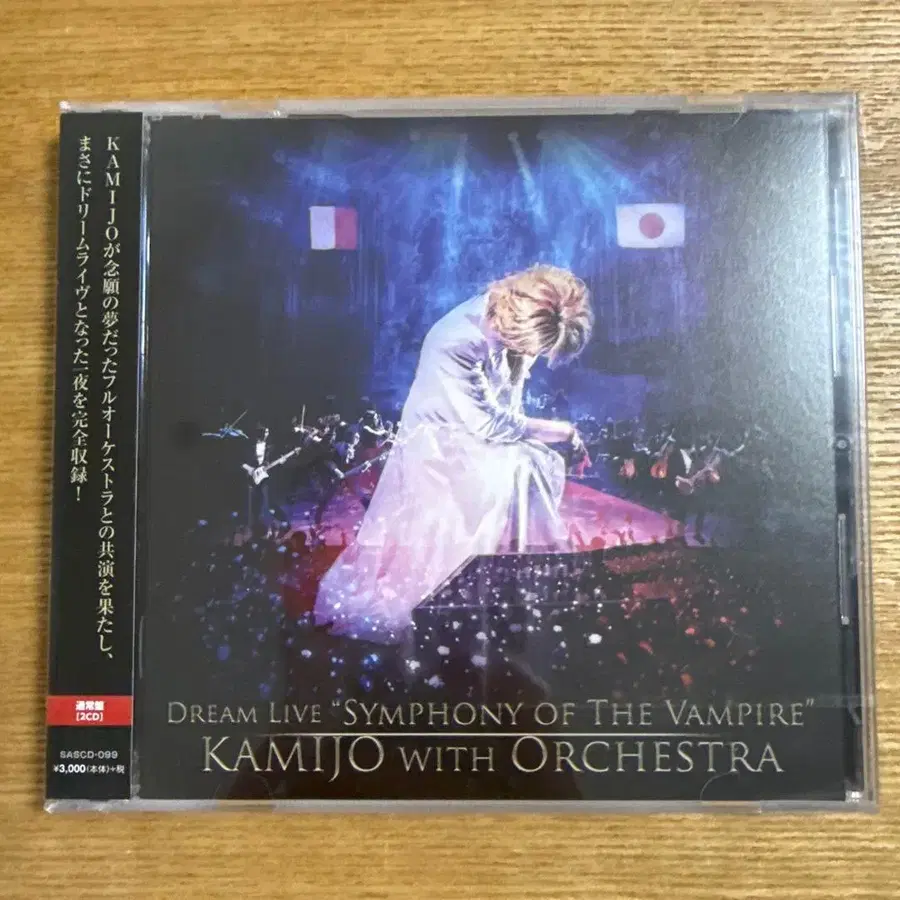 KAMIJOが念願の夢だったフルオーケストラとの共演を果たし、
まさにドリームライヴとなった一夜を完全収録！
通常盤
[2CD]
SASCD-099
¥3,000(本体)+税
DREAM LIVE "SYMPHONY OF THE VAMPIRE"
KAMIJO WITH ORCHESTRA